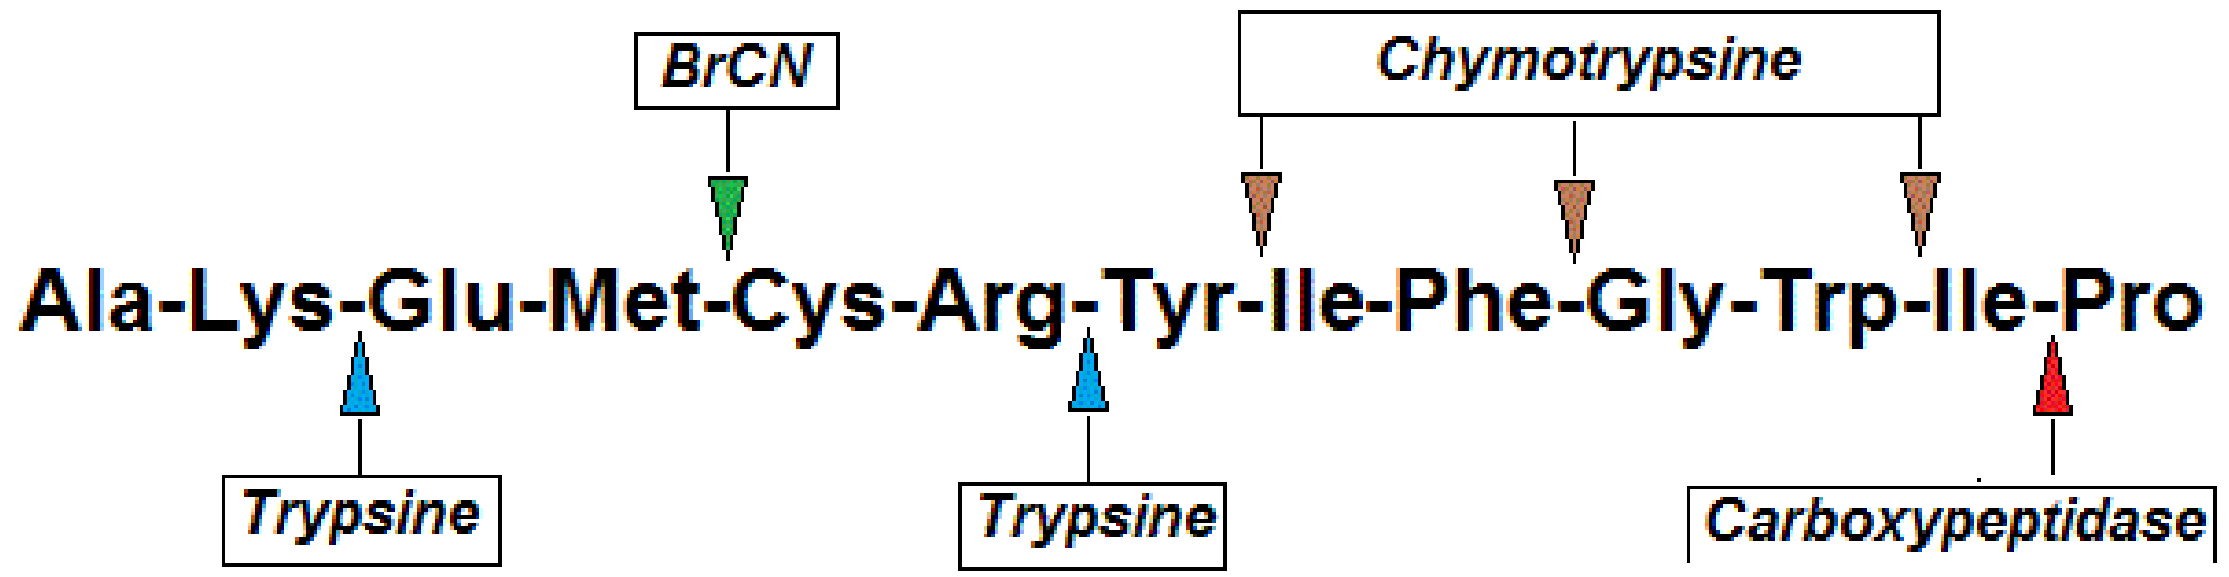 BrCN
Chymotrypsine
Ala-Lys-Glu-Met-Cys-Arg-Tyr-Ile-Phe-Gly-Trp-Ile-Pro
Trypsine
Trypsine
Carboxypeptidase